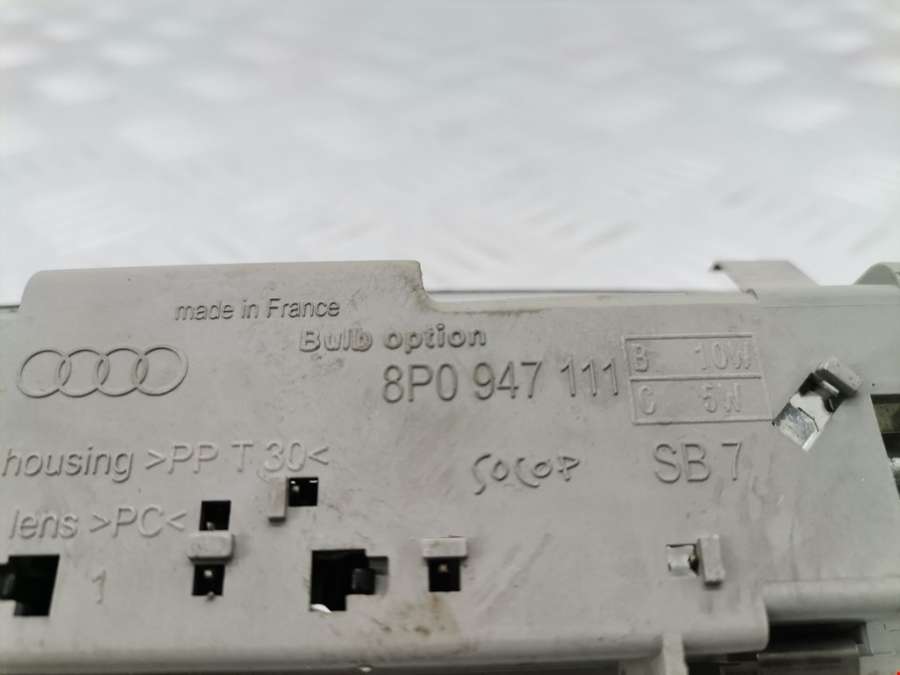 made in France
Bulb option
8P0 947 111
B 10W
C 5W
housing >PP T 30<
SOCOP
SB 7
lens >PC<
1